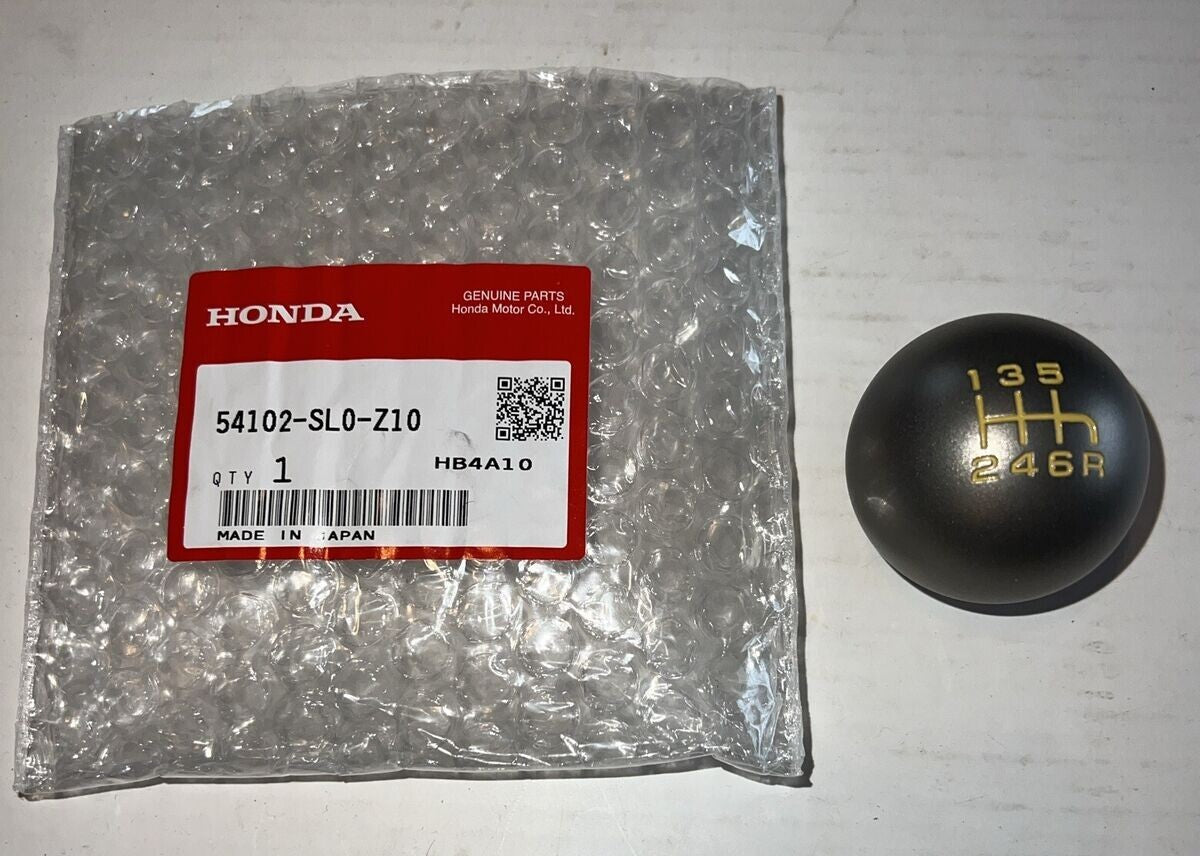 HONDA
GENUINE PARTS
Honda Motor Co., Ltd.
54102-SL0-Z10
HB4A10
QTY 1
MADE IN JAPAN
1 3 5
2 4 6 R